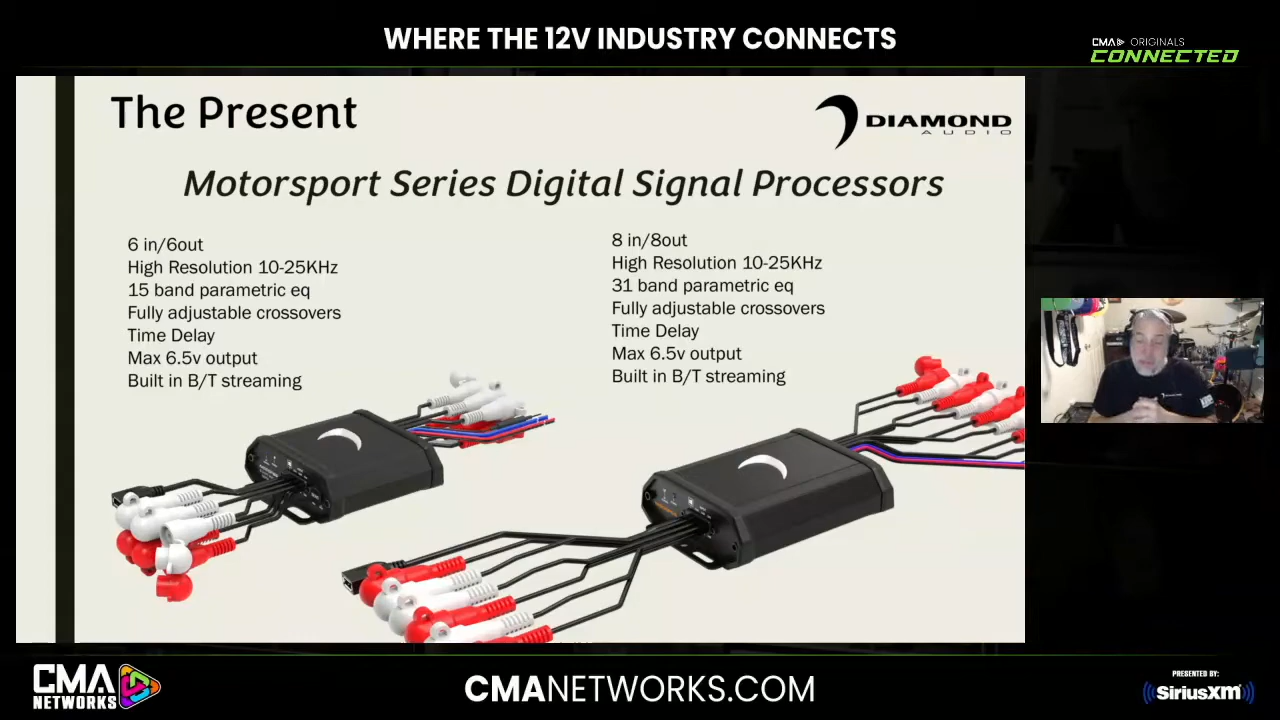 WHERE THE 12V INDUSTRY CONNECTS
CMA ORIGINALS
CONNECTED
The Present
DIAMOND
AUDIO
Motorsport Series Digital Signal Processors
6 in/6out
High Resolution 10-25KHz
15 band parametric eq
Fully adjustable crossovers
Time Delay
Max 6.5v output
Built in B/T streaming
8 in/8out
High Resolution 10-25KHz
31 band parametric eq
Fully adjustable crossovers
Time Delay
Max 6.5v output
Built in B/T streaming
CMA
NETWORKS
CMANETWORKS.COM
PRESENTED BY:
SiriusXM